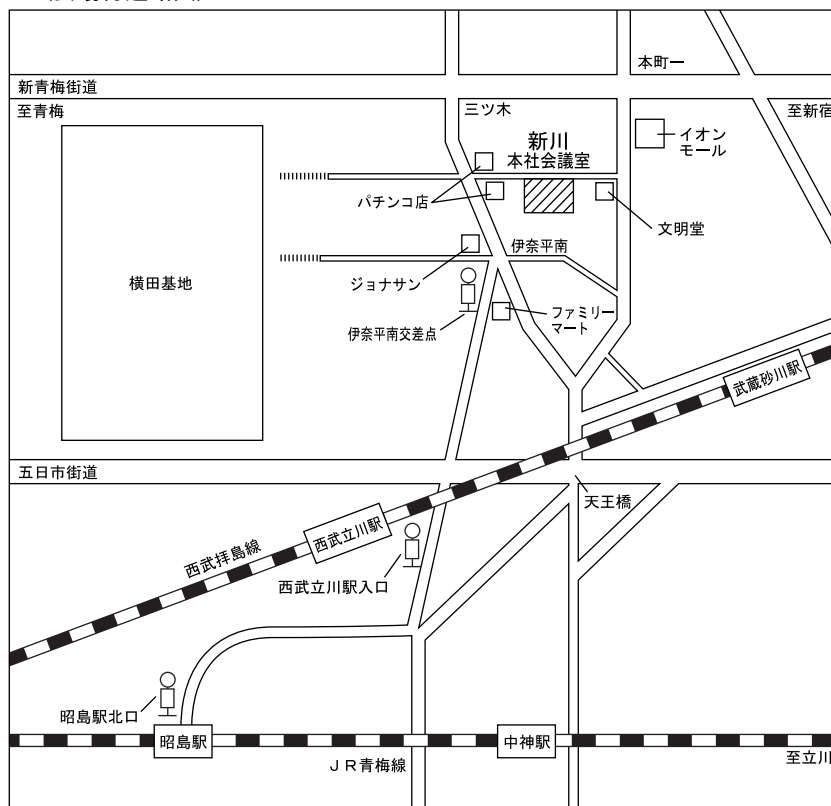 本町一
新青梅街道
至青梅
三ツ木
至新宿
新川
本社会議室
イオン
モール
パチンコ店
文明堂
伊奈平南
横田基地
ジョナサン
ファミリー
マート
伊奈平南交差点
武蔵砂川駅
五日市街道
天王橋
西武立川駅
西武拝島線
西武立川駅入口
昭島駅北口
昭島駅
中神駅
JR青梅線
至立川